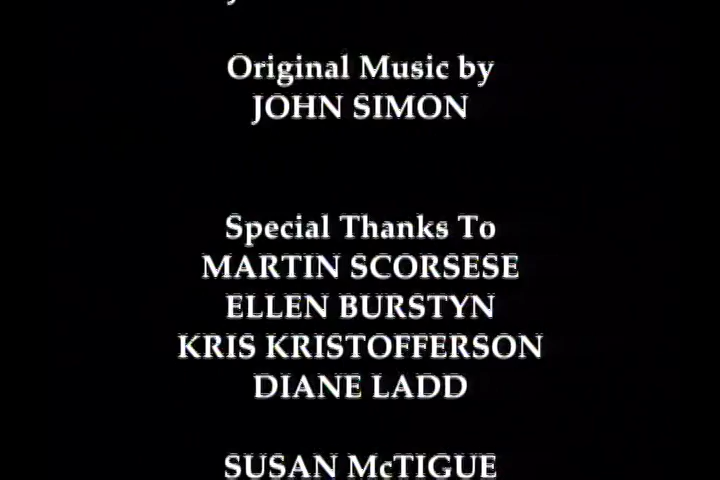 Original Music by
JOHN SIMON
Special Thanks To
MARTIN SCORSESE
ELLEN BURSTYN
KRIS KRISTOFFERSON
DIANE LADD
SUSAN McTIGUE